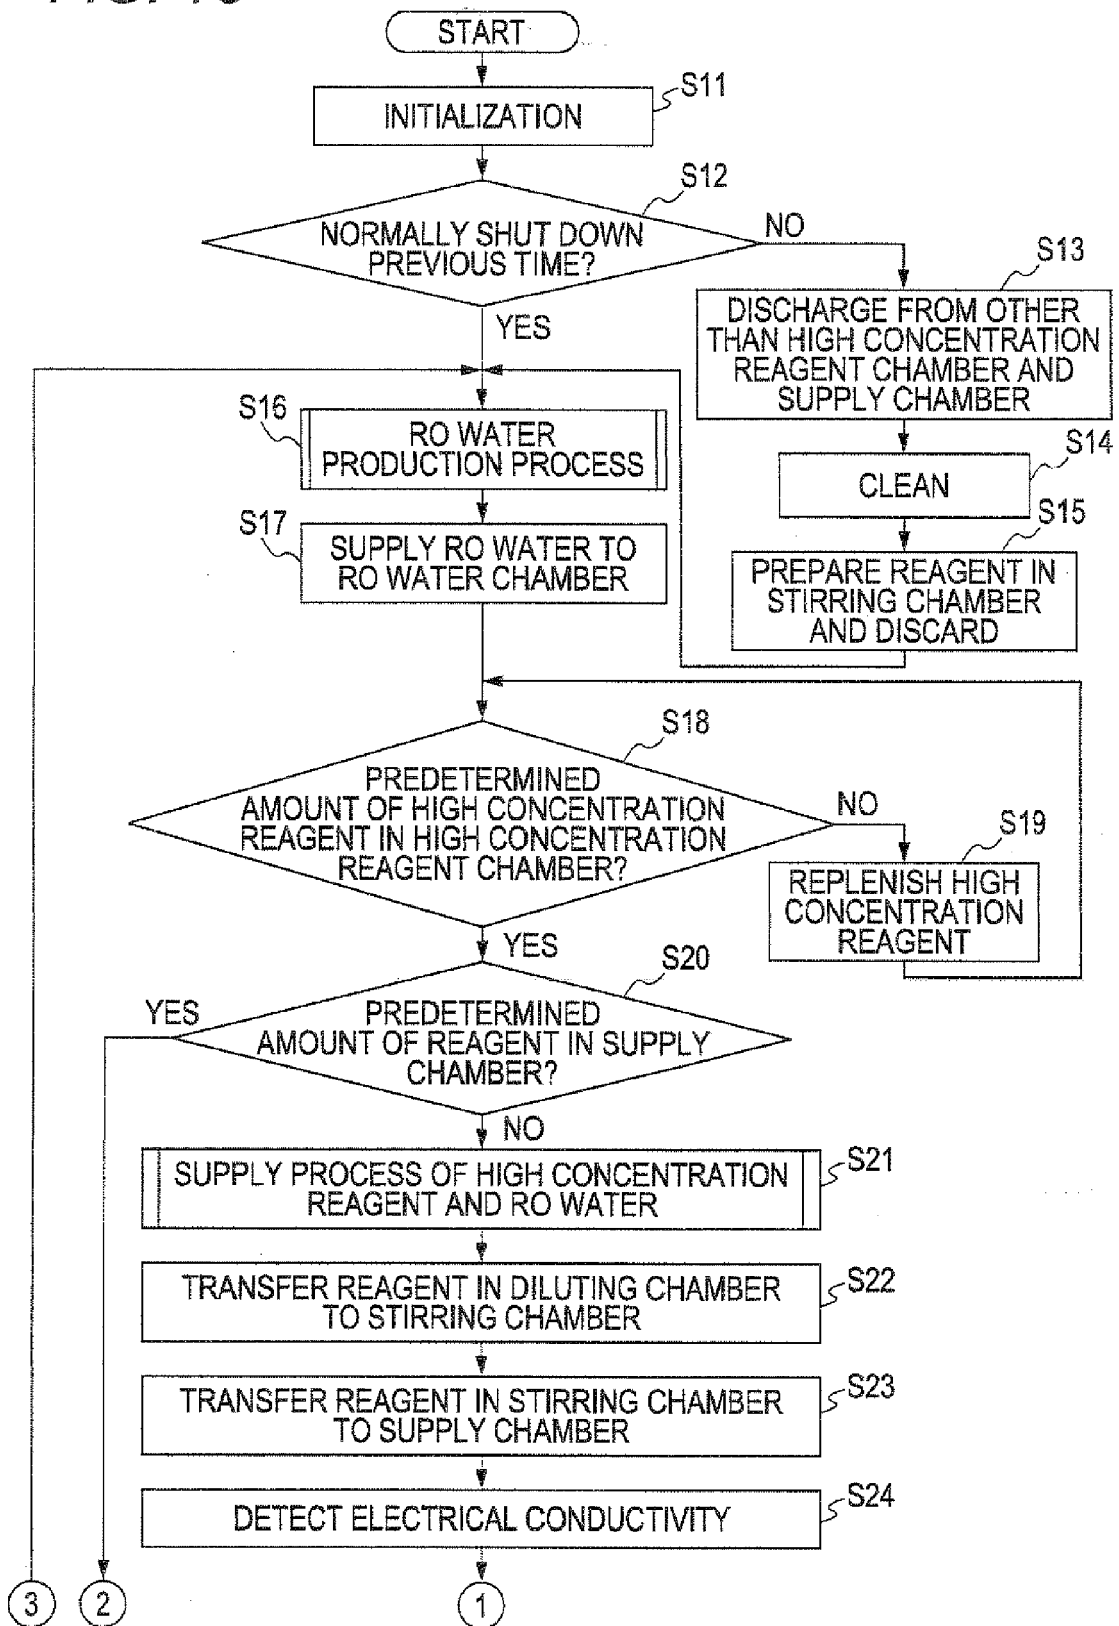 START
S11
INITIALIZATION
S12
NORMALLY SHUT DOWN
PREVIOUS TIME?
NO
YES
S13
DISCHARGE FROM OTHER
THAN HIGH CONCENTRATION
REAGENT CHAMBER AND
SUPPLY CHAMBER
S14
CLEAN
S15
PREPARE REAGENT IN
STIRRING CHAMBER
AND DISCARD
S16
RO WATER
PRODUCTION PROCESS
S17
SUPPLY RO WATER TO
RO WATER CHAMBER
S18
PREDETERMINED
AMOUNT OF HIGH CONCENTRATION
REAGENT IN HIGH CONCENTRATION
REAGENT CHAMBER?
NO
S19
REPLENISH HIGH
CONCENTRATION
REAGENT
YES
S20
YES
PREDETERMINED
AMOUNT OF REAGENT IN SUPPLY
CHAMBER?
NO
S21
SUPPLY PROCESS OF HIGH CONCENTRATION
REAGENT AND RO WATER
S22
TRANSFER REAGENT IN DILUTING CHAMBER
TO STIRRING CHAMBER
S23
TRANSFER REAGENT IN STIRRING CHAMBER
TO SUPPLY CHAMBER
S24
DETECT ELECTRICAL CONDUCTIVITY
3
2
1